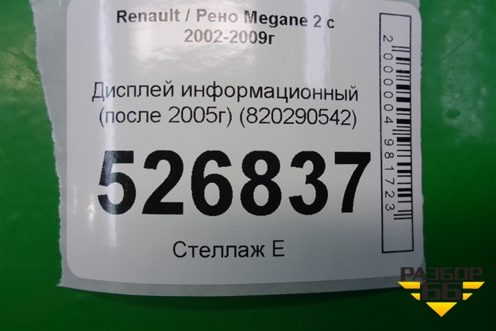 Renault / Рено Megane 2 с
2002-2009г
Дисплей информационный
(после 2005г) (820290542)
526837
Стеллаж Е
2000004981723
РАЗБОР
66